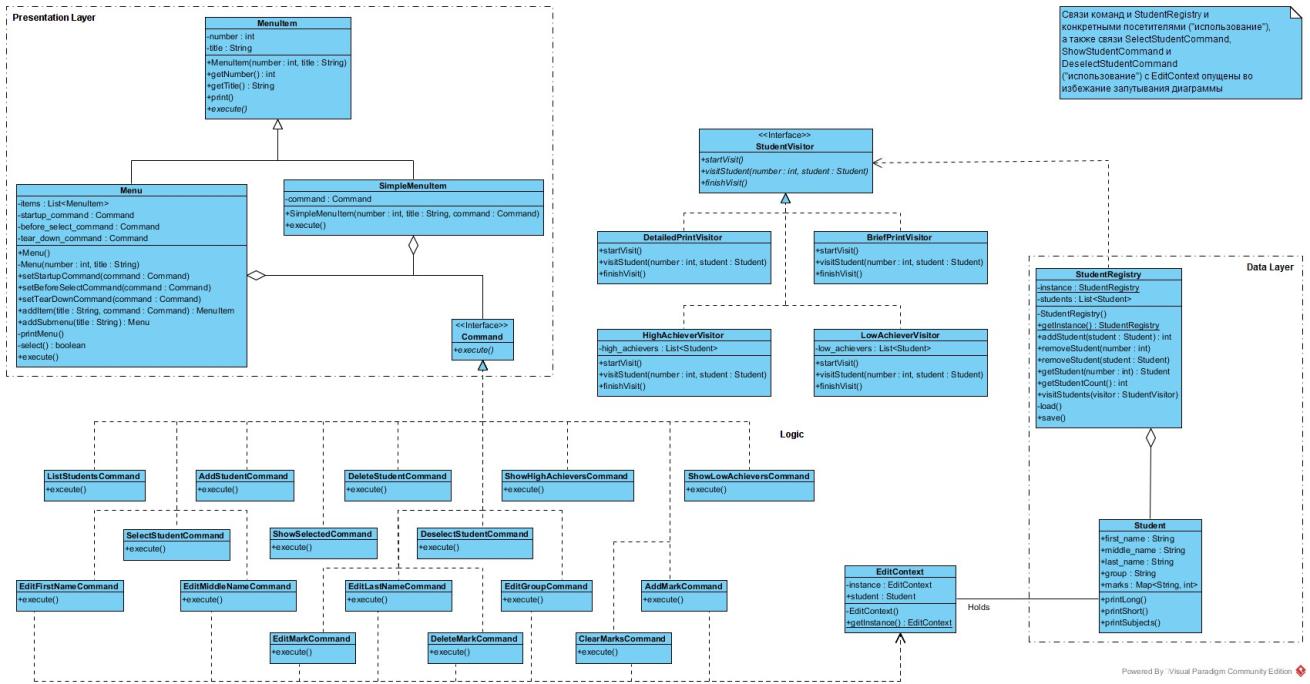 Presentation Layer
MenuItem
-number : int
-title : String
+MenuItem(number : int, title : String)
+getNumber() : int
+getTitle() : String
+print()
+execute()
Menu
-items : List<MenuItem>
-startup_command : Command
-before_select_command : Command
-tear_down_command : Command
+Menu()
-Menu(number : int, title : String)
+setStartupCommand(command : Command)
+setBeforeSelectCommand(command : Command)
+setTearDownCommand(command : Command)
+addItem(title : String, command : Command) : MenuItem
+addSubmenu(title : String) : Menu
-printMenu()
-select() : boolean
+execute()
SimpleMenuItem
-command : Command
+SimpleMenuItem(number : int, title : String, command : Command)
+execute()
<<Interface>>
Command
+execute()
Связи команд и StudentRegistry и
конкретными посетителями ("использование"),
а также связи SelectStudentCommand,
ShowStudentCommand и
DeselectStudentCommand
("использование") с EditContext опущены во
избежание запутывания диаграммы
<<Interface>>
StudentVisitor
+startVisit()
+visitStudent(number : int, student : Student)
+finishVisit()
DetailedPrintVisitor
+startVisit()
+visitStudent(number : int, student : Student)
+finishVisit()
BriefPrintVisitor
+startVisit()
+visitStudent(number : int, student : Student)
+finishVisit()
HighAchieverVisitor
-high_achievers : List<Student>
+startVisit()
+visitStudent(number : int, student : Student)
+finishVisit()
LowAchieverVisitor
-low_achievers : List<Student>
+startVisit()
+visitStudent(number : int, student : Student)
+finishVisit()
Data Layer
StudentRegistry
-instance : StudentRegistry
-students : List<Student>
-StudentRegistry()
+getInstance() : StudentRegistry
+addStudent(student : Student) : int
+removeStudent(number : int)
+removeStudent(student : Student)
+getStudent(number : int) : Student
+getStudentCount() : int
+visitStudents(visitor : StudentVisitor)
-load()
+save()
Logic
ListStudentsCommand
+exceute()
AddStudentCommand
+execute()
DeleteStudentCommand
+execute()
ShowHighAchieversCommand
+execute()
ShowLowAchieversCommand
+execute()
SelectStudentCommand
+execute()
ShowSelectedCommand
+execute()
DeselectStudentCommand
+execute()
EditFirstNameCommand
+execute()
EditMiddleNameCommand
+execute()
EditLastNameCommand
+execute()
EditGroupCommand
+execute()
AddMarkCommand
+execute()
EditMarkCommand
+execute()
DeleteMarkCommand
+execute()
ClearMarksCommand
+execute()
EditContext
-instance : EditContext
+student : Student
-EditContext()
+getInstance() : EditContext
Holds
Student
+first_name : String
+middle_name : String
+last_name : String
+group : String
+marks : Map<String, int>
+printLong()
+printShort()
+printSubjects()
Powered By Visual Paradigm Community Edition